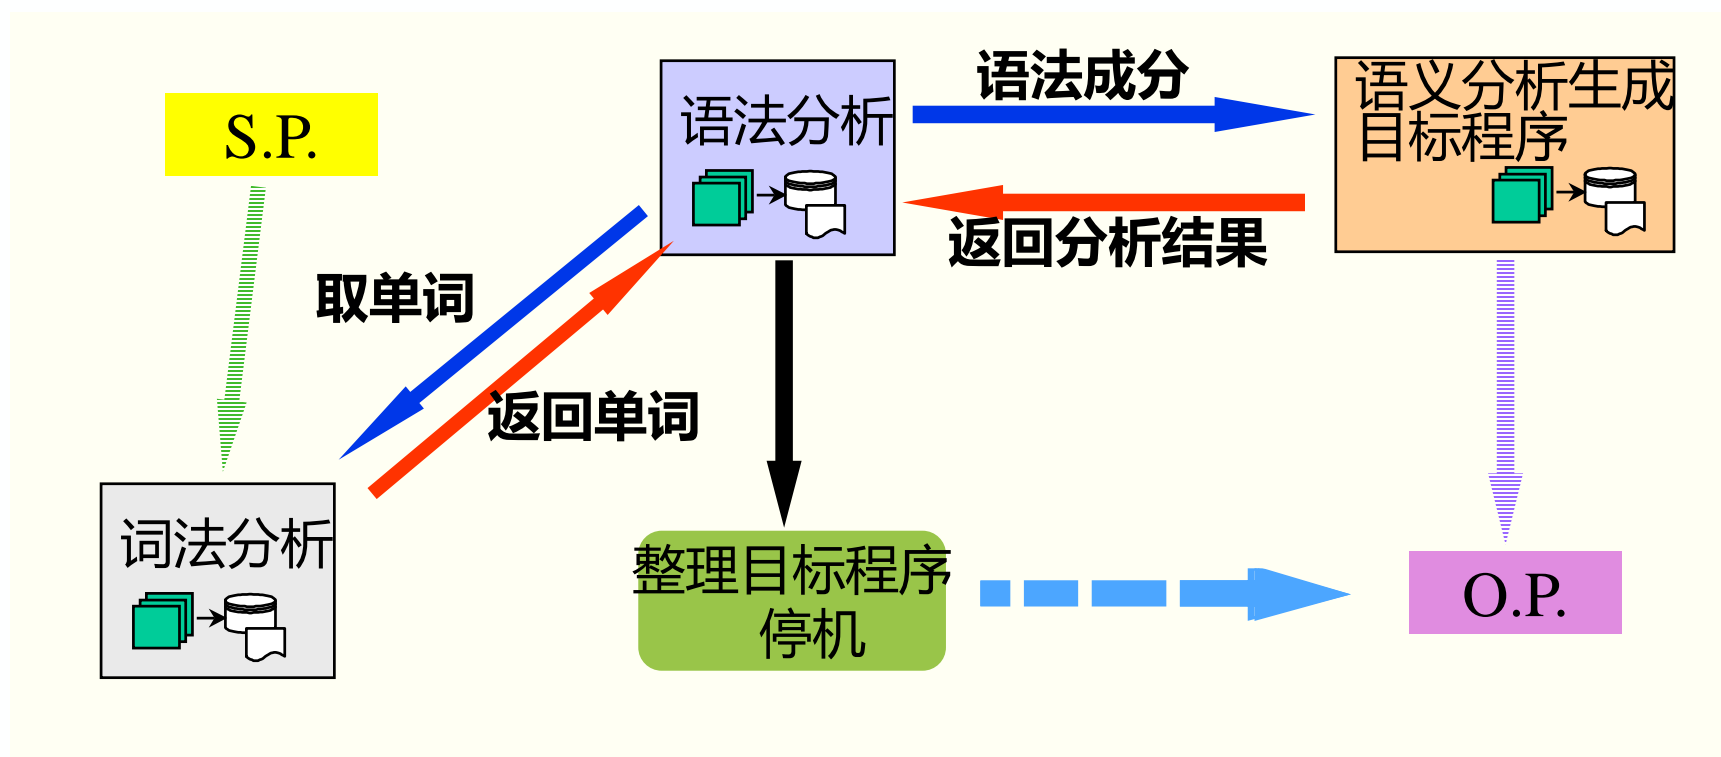 S.P.
语法分析
语法成分
语义分析生成
目标程序
返回分析结果
取单词
返回单词
词法分析
整理目标程序
停机
O.P.